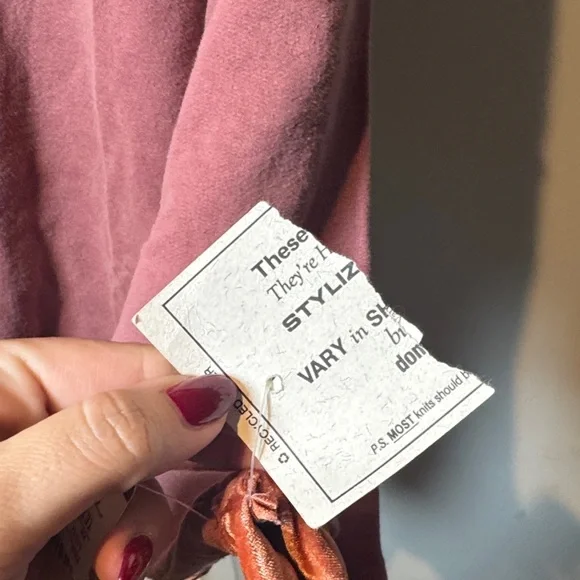 These
They're H
STYLIZ
VARY in Sh
bu
don
P.S. MOST knits should b
♻ RECYCLED